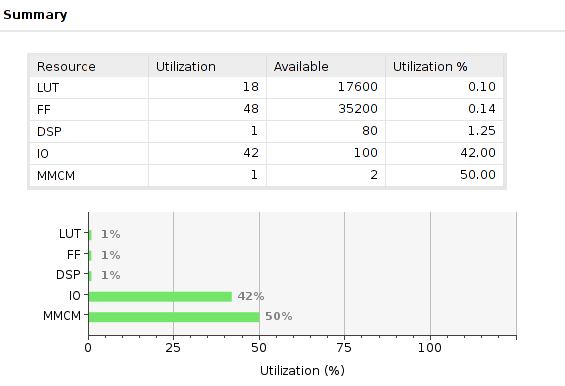 Summary
Resource Utilization Available Utilization %
LUT 18 17600 0.10
FF 48 35200 0.14
DSP 1 80 1.25
IO 42 100 42.00
MMCM 1 2 50.00
LUT 1%
FF 1%
DSP 1%
IO 42%
MMCM 50%
0 25 50 75 100
Utilization (%)